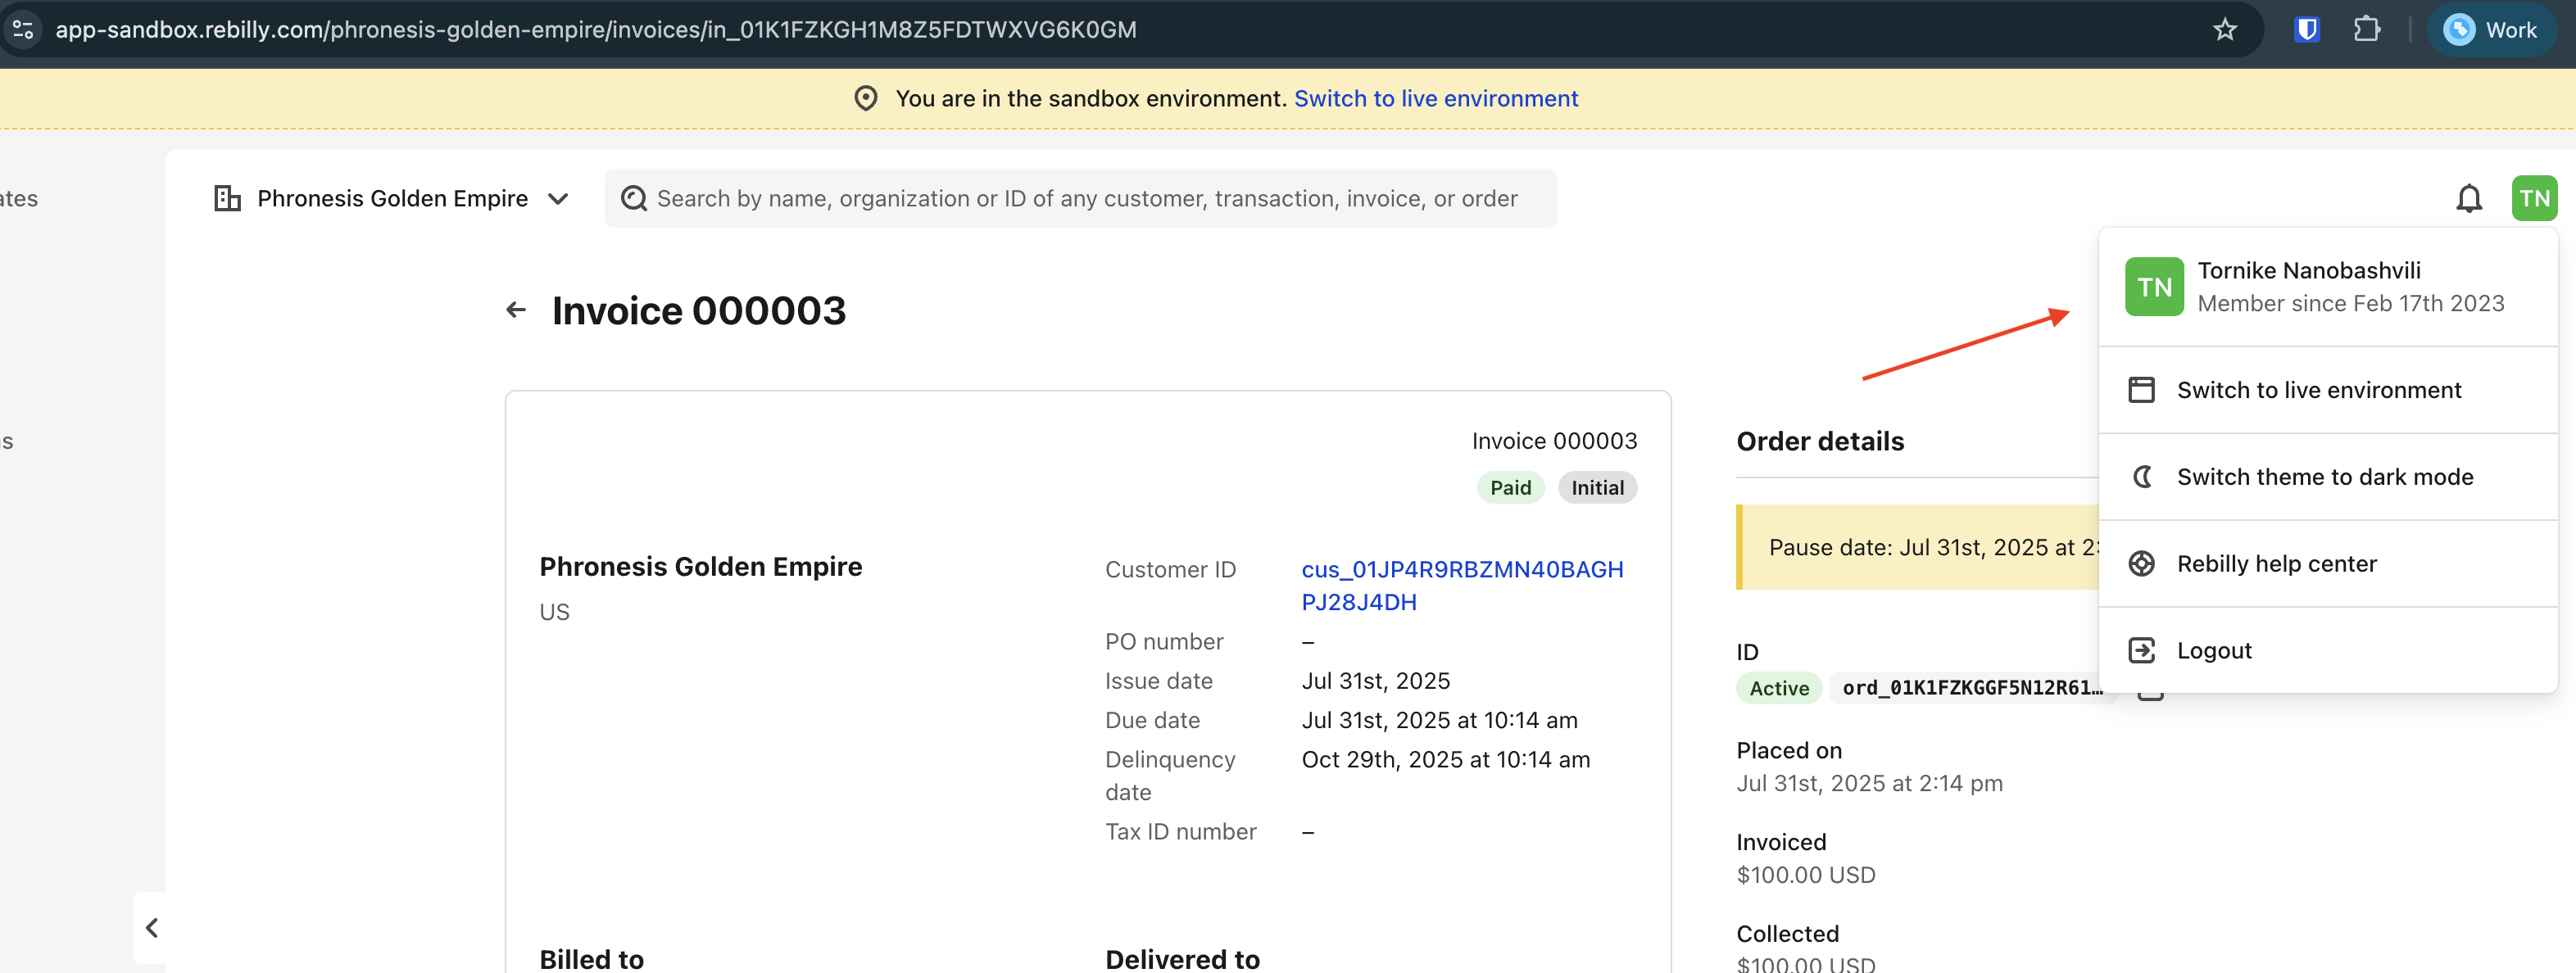 app-sandbox.rebilly.com/phronesis-golden-empire/invoices/in_01K1FZKGH1M8Z5FDTWXVG6K0GM
Work
You are in the sandbox environment. Switch to live environment
ates
Phronesis Golden Empire
Search by name, organization or ID of any customer, transaction, invoice, or order
TN
TN
Tornike Nanobashvili
Member since Feb 17th 2023
Switch to live environment
Switch theme to dark mode
Rebilly help center
Logout
Invoice 000003
s
Invoice 000003
Paid
Initial
Phronesis Golden Empire
US
Customer ID
cus_01JP4R9RBZMN40BAGH
PJ28J4DH
PO number
–
Issue date
Jul 31st, 2025
Due date
Jul 31st, 2025 at 10:14 am
Delinquency
date
Oct 29th, 2025 at 10:14 am
Tax ID number
–
Billed to
Delivered to
Order details
Pause date: Jul 31st, 2025 at 2:
ID
Active
ord_01K1FZKGGF5N12R61…
Placed on
Jul 31st, 2025 at 2:14 pm
Invoiced
$100.00 USD
Collected
$100.00 USD